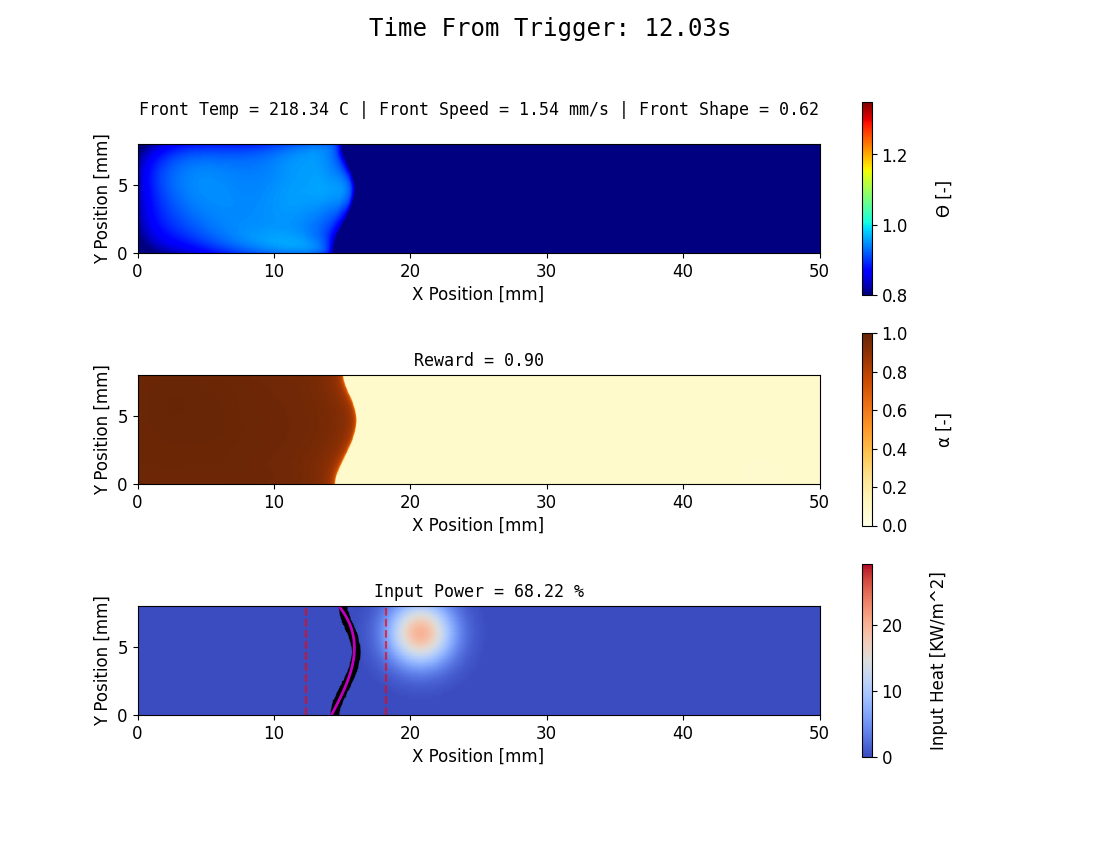 Time From Trigger: 12.03s
Front Temp = 218.34 C | Front Speed = 1.54 mm/s | Front Shape = 0.62
Y Position [mm]
5
0
0 10 20 30 40 50
X Position [mm]
1.2
1.0
0.8
Θ [-]
Reward = 0.90
Y Position [mm]
5
0
0 10 20 30 40 50
X Position [mm]
1.0
0.8
0.6
0.4
0.2
0.0
α [-]
Input Power = 68.22 %
Y Position [mm]
5
0
0 10 20 30 40 50
X Position [mm]
20
10
0
Input Heat [KW/m^2]